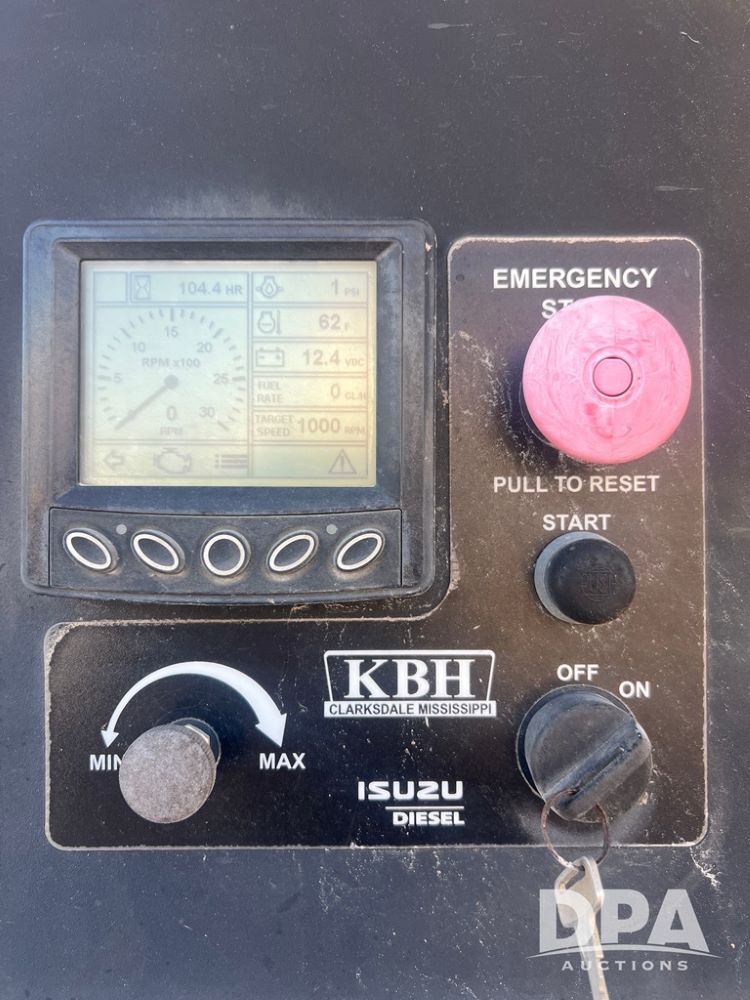 104.4 HR
1 PSI
15
10 20
RPM x100
5 25
0 30
RPM
62 F
12.4 VDC
FUEL RATE 0 GL/H
TARGET SPEED 1000 RPM
EMERGENCY
PULL TO RESET
START
OFF
ON
MIN
MAX
KBH
CLARKSDALE MISSISSIPPI
ISUZU
DIESEL
DPA
AUCTIONS